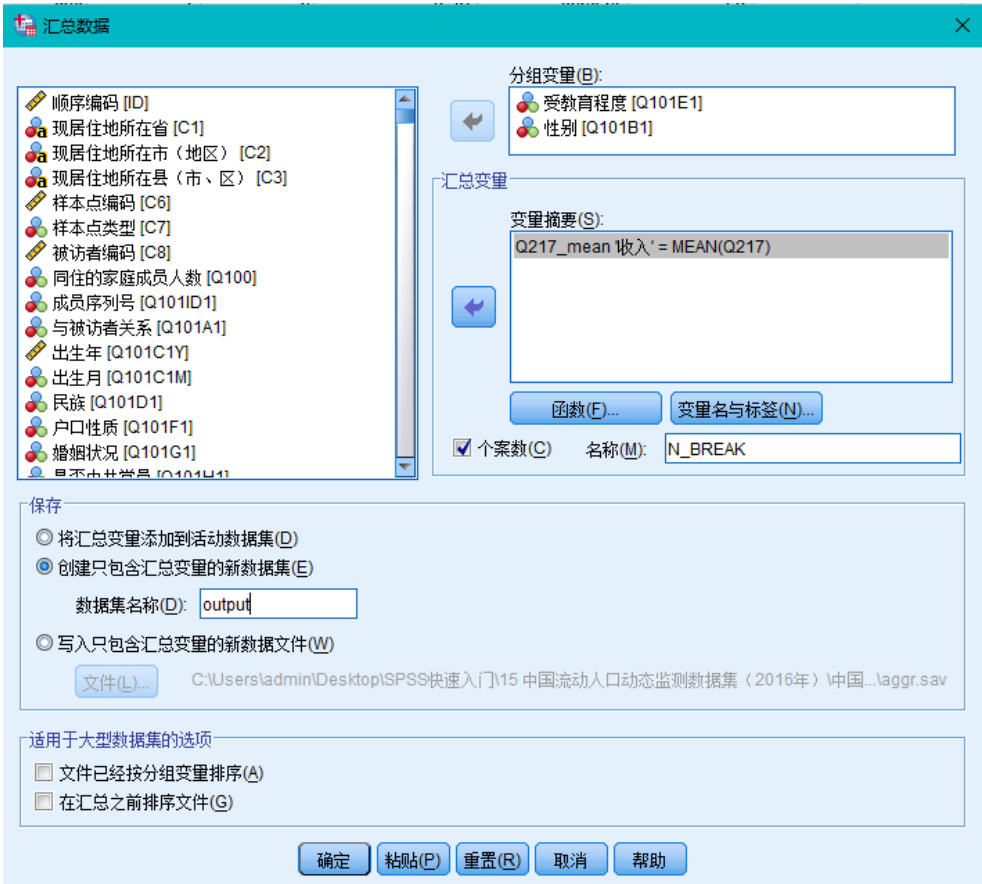 汇总数据
顺序编码 [ID]
现居住地所在省 [C1]
现居住地所在市（地区） [C2]
现居住地所在县（市、区） [C3]
样本点编码 [C6]
样本点类型 [C7]
被访者编码 [C8]
同住的家庭成员人数 [Q100]
成员序列号 [Q101ID1]
与被访者关系 [Q101A1]
出生年 [Q101C1Y]
出生月 [Q101C1M]
民族 [Q101D1]
户口性质 [Q101F1]
婚姻状况 [Q101G1]
是否中共党员 [Q101H1]
分组变量(B):
受教育程度 [Q101E1]
性别 [Q101B1]
汇总变量
变量摘要(S):
Q217_mean '收入' = MEAN(Q217)
函数(F)... 变量名与标签(N)...
个案数(C) 名称(M): N_BREAK
保存
将汇总变量添加到活动数据集(D)
创建只包含汇总变量的新数据集(E)
数据集名称(D): output
写入只包含汇总变量的新数据文件(W)
文件(L)... C:\Users\admin\Desktop\SPSS快速入门\15 中国流动人口动态监测数据集（2016年）\中国...\aggr.sav
适用于大型数据集的选项
文件已经按分组变量排序(A)
在汇总之前排序文件(G)
确定 粘贴(P) 重置(R) 取消 帮助